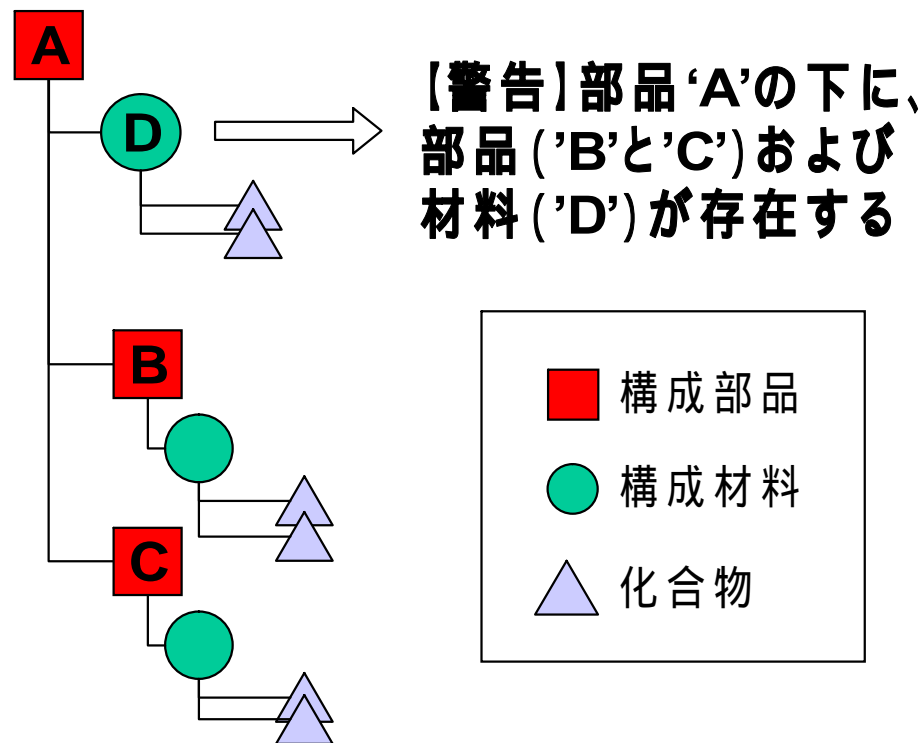 A
D
【警告】部品‘A’の下に、
部品(’B’と’C’)および
材料(’D’)が存在する
B
C
構成部品
構成材料
化合物